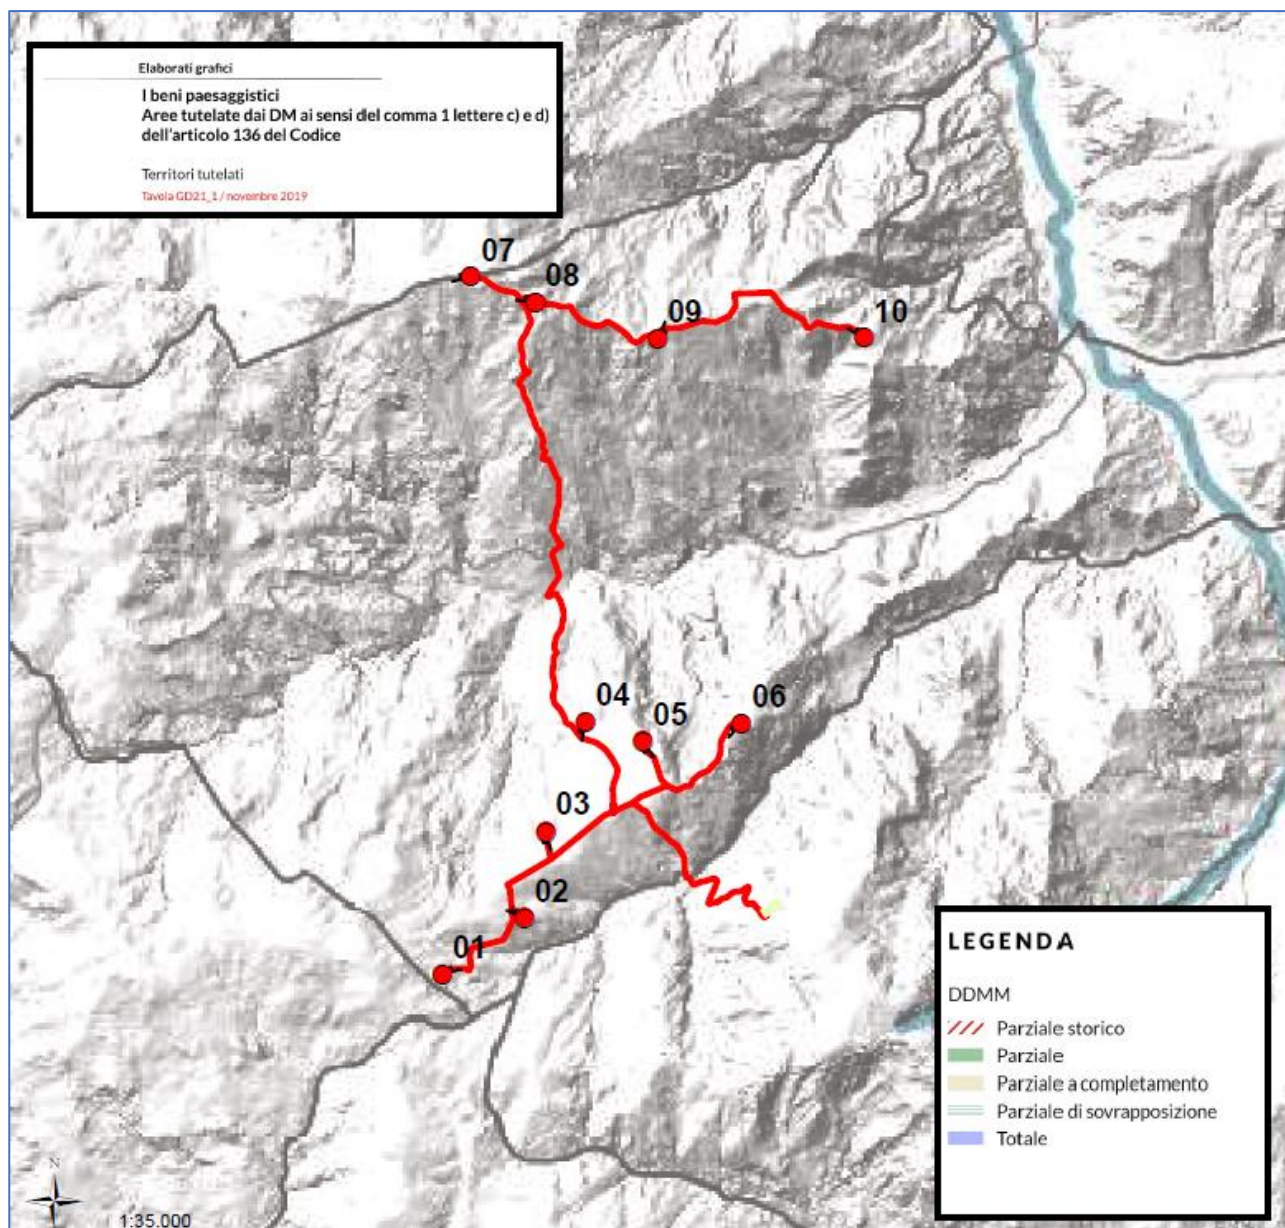 Elaborati grafici
I beni paesaggistici
Aree tutelate dai DM ai sensi del comma 1 lettere c) e d)
dell'articolo 136 del Codice
Territori tutelati
Tavola GD21_1 / novembre 2019
07
08
09
10
04
05
06
03
02
01
LEGENDA
DDMM
Parziale storico
Parziale
Parziale a completamento
Parziale di sovrapposizione
Totale
N
1:35.000